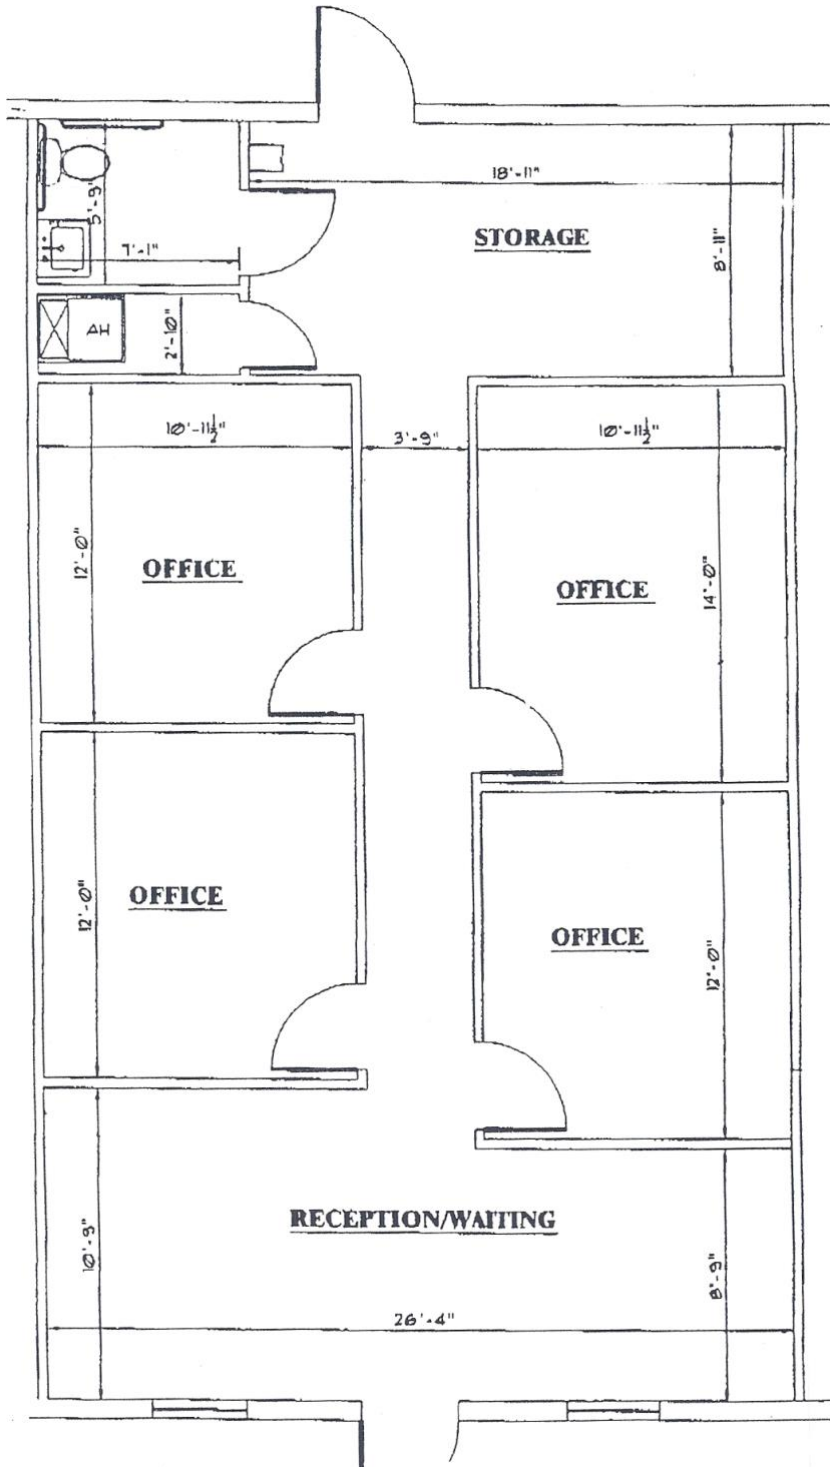 18'-11"
5'-9"
STORAGE
7'-1"
8'-11"
AH
2'-10"
10'-11½"
3'-9"
10'-11½"
12'-0"
OFFICE
OFFICE
14'-0"
12'-0"
OFFICE
OFFICE
12'-0"
RECEPTION/WAITING
10'-9"
8'-9"
26'-4"